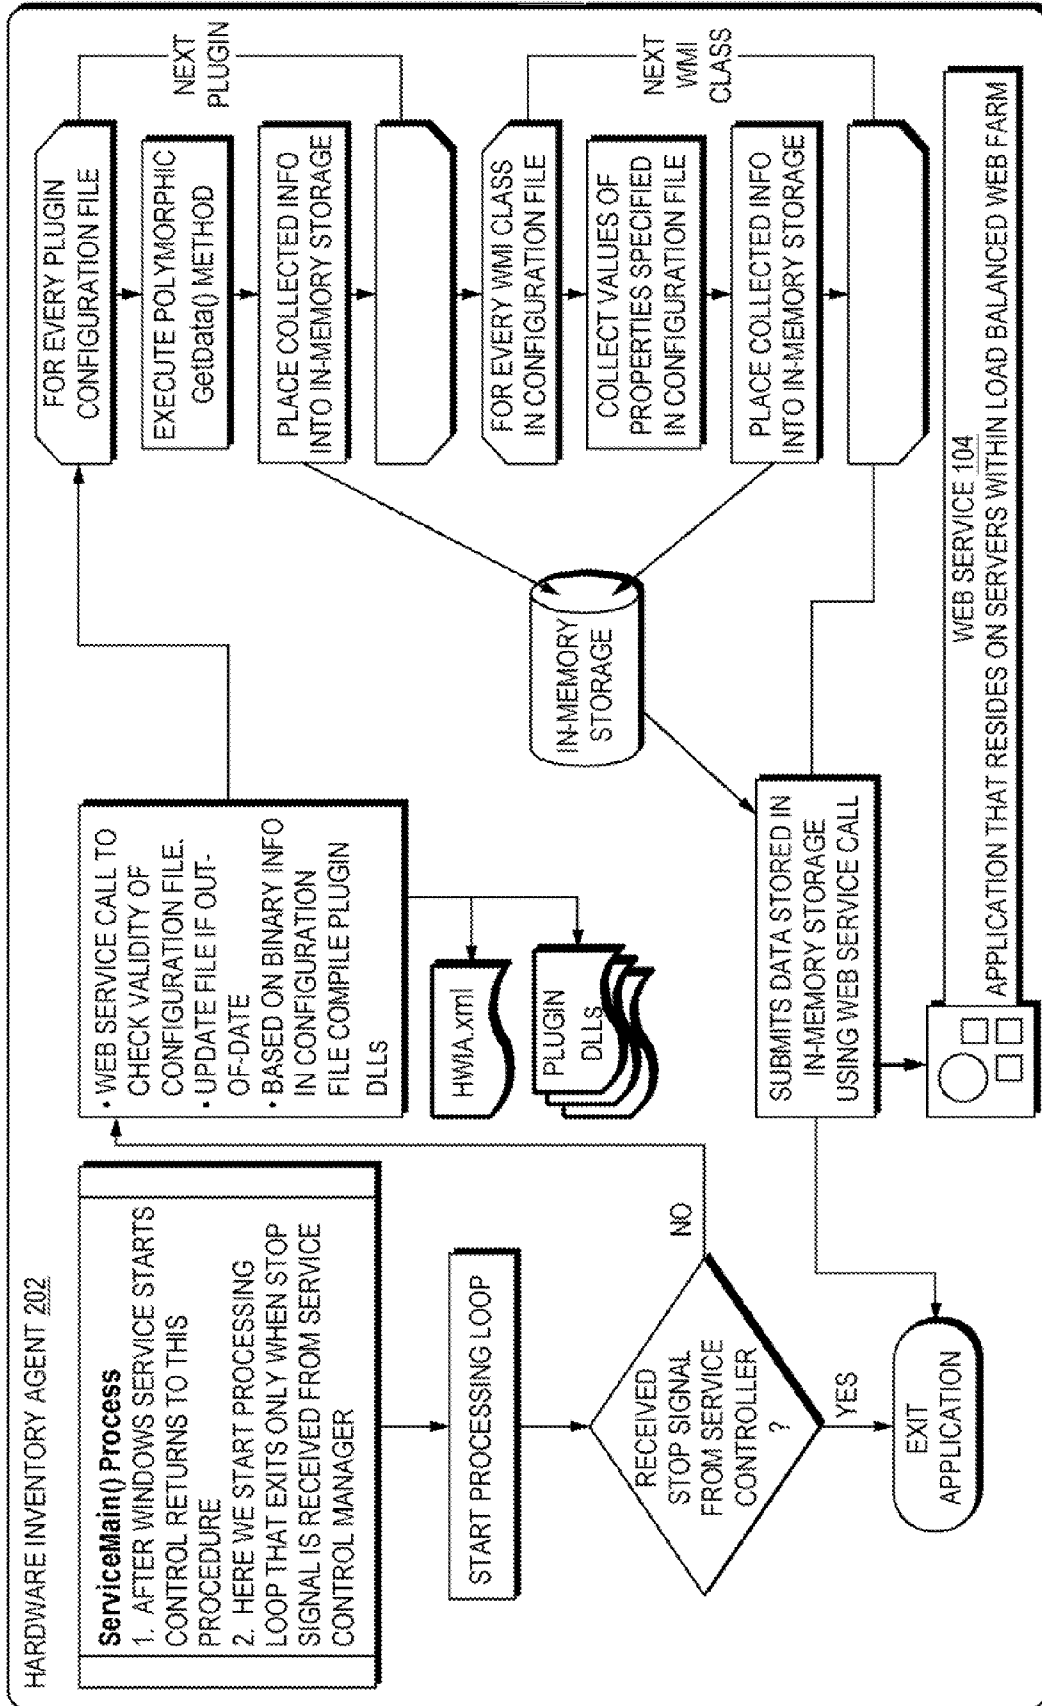 HARDWARE INVENTORY AGENT 202
ServiceMain() Process
1. AFTER WINDOWS SERVICE STARTS
CONTROL RETURNS TO THIS
PROCEDURE
2. HERE WE START PROCESSING
LOOP THAT EXITS ONLY WHEN STOP
SIGNAL IS RECEIVED FROM SERVICE
CONTROL MANAGER
START PROCESSING LOOP
RECEIVED
STOP SIGNAL
FROM SERVICE
CONTROLLER
?
NO
YES
EXIT
APPLICATION
• WEB SERVICE CALL TO
CHECK VALIDITY OF
CONFIGURATION FILE.
• UPDATE FILE IF OUT-
OF-DATE
• BASED ON BINARY INFO
IN CONFIGURATION
FILE COMPILE PLUGIN
DLLs
HWIA.xml
PLUGIN
DLLs
FOR EVERY PLUGIN
CONFIGURATION FILE
EXECUTE POLYMORPHIC
GetData() METHOD
PLACE COLLECTED INFO
INTO IN-MEMORY STORAGE
NEXT
PLUGIN
FOR EVERY WMI CLASS
IN CONFIGURATION FILE
COLLECT VALUES OF
PROPERTIES SPECIFIED
IN CONFIGURATION FILE
PLACE COLLECTED INFO
INTO IN-MEMORY STORAGE
NEXT
WMI
CLASS
IN-MEMORY
STORAGE
SUBMITS DATA STORED IN
IN-MEMORY STORAGE
USING WEB SERVICE CALL
WEB SERVICE 104
APPLICATION THAT RESIDES ON SERVERS WITHIN LOAD BALANCED WEB FARM